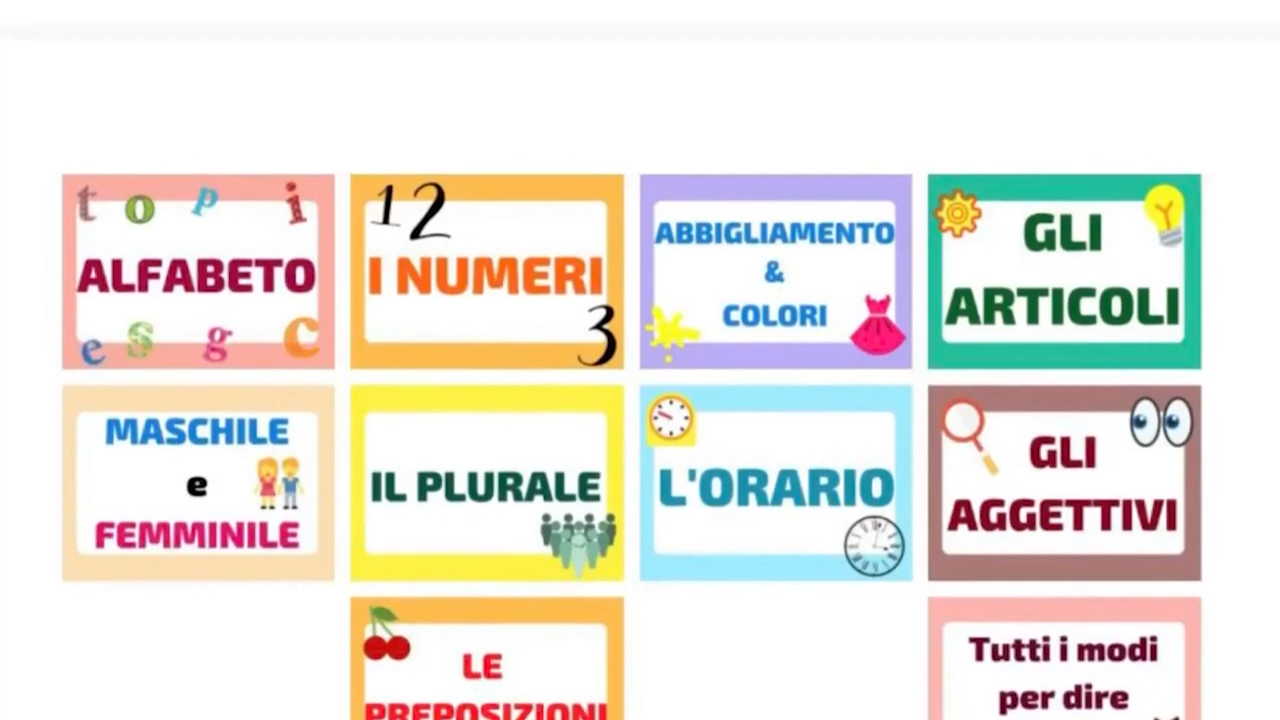 t o p i
ALFABETO
e s g c
12
I NUMERI
3
ABBIGLIAMENTO
&
COLORI
GLI
ARTICOLI
MASCHILE
e
FEMMINILE
IL PLURALE
L'ORARIO
GLI
AGGETTIVI
LE
PREPOSIZIONI
Tutti i modi
per dire